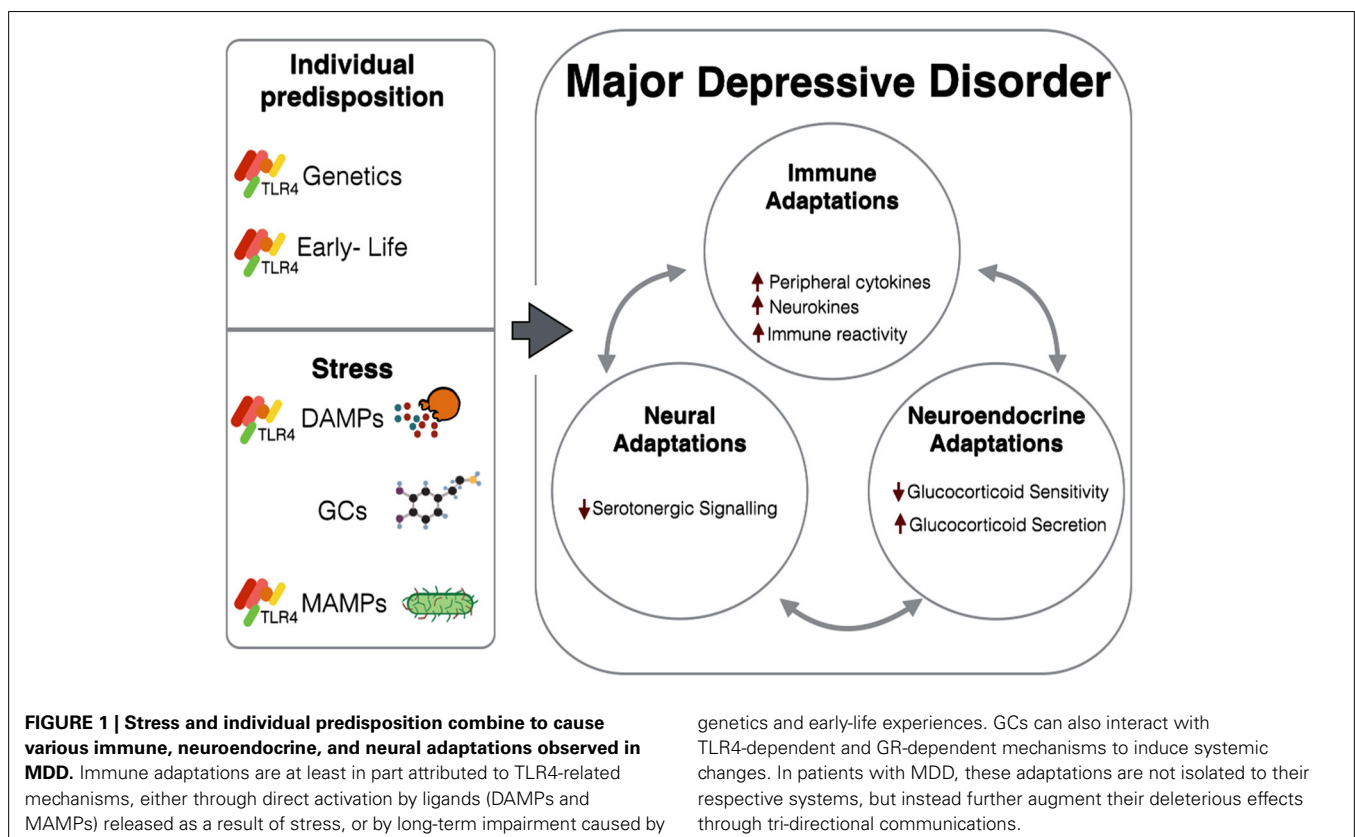 Individual
predisposition
TLR4 Genetics
TLR4 Early- Life
Stress
TLR4 DAMPs
GCs
TLR4 MAMPs
Major Depressive Disorder
Immune
Adaptations
Peripheral cytokines
Neurokines
Immune reactivity
Neural
Adaptations
Serotonergic Signalling
Neuroendocrine
Adaptations
Glucocorticoid Sensitivity
Glucocorticoid Secretion
FIGURE 1 | Stress and individual predisposition combine to cause
various immune, neuroendocrine, and neural adaptations observed in
MDD. Immune adaptations are at least in part attributed to TLR4-related
mechanisms, either through direct activation by ligands (DAMPs and
MAMPs) released as a result of stress, or by long-term impairment caused by
genetics and early-life experiences. GCs can also interact with
TLR4-dependent and GR-dependent mechanisms to induce systemic
changes. In patients with MDD, these adaptations are not isolated to their
respective systems, but instead further augment their deleterious effects
through tri-directional communications.